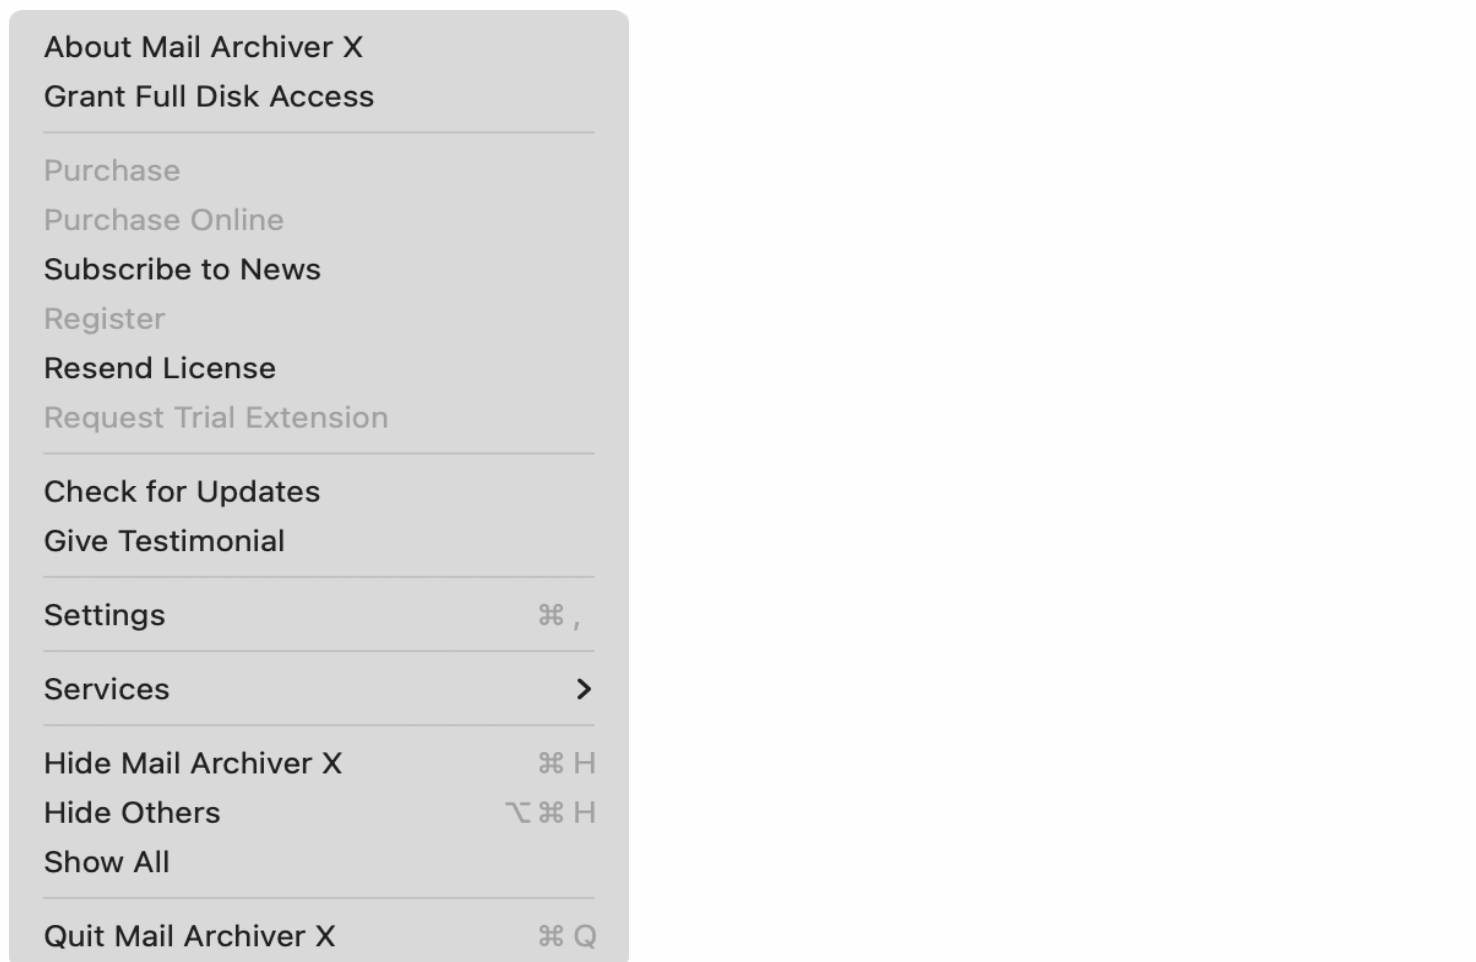 About Mail Archiver X
Grant Full Disk Access
Purchase
Purchase Online
Subscribe to News
Register
Resend License
Request Trial Extension
Check for Updates
Give Testimonial
Settings ⌘ ,
Services
Hide Mail Archiver X ⌘ H
Hide Others ⌥ ⌘ H
Show All
Quit Mail Archiver X ⌘ Q